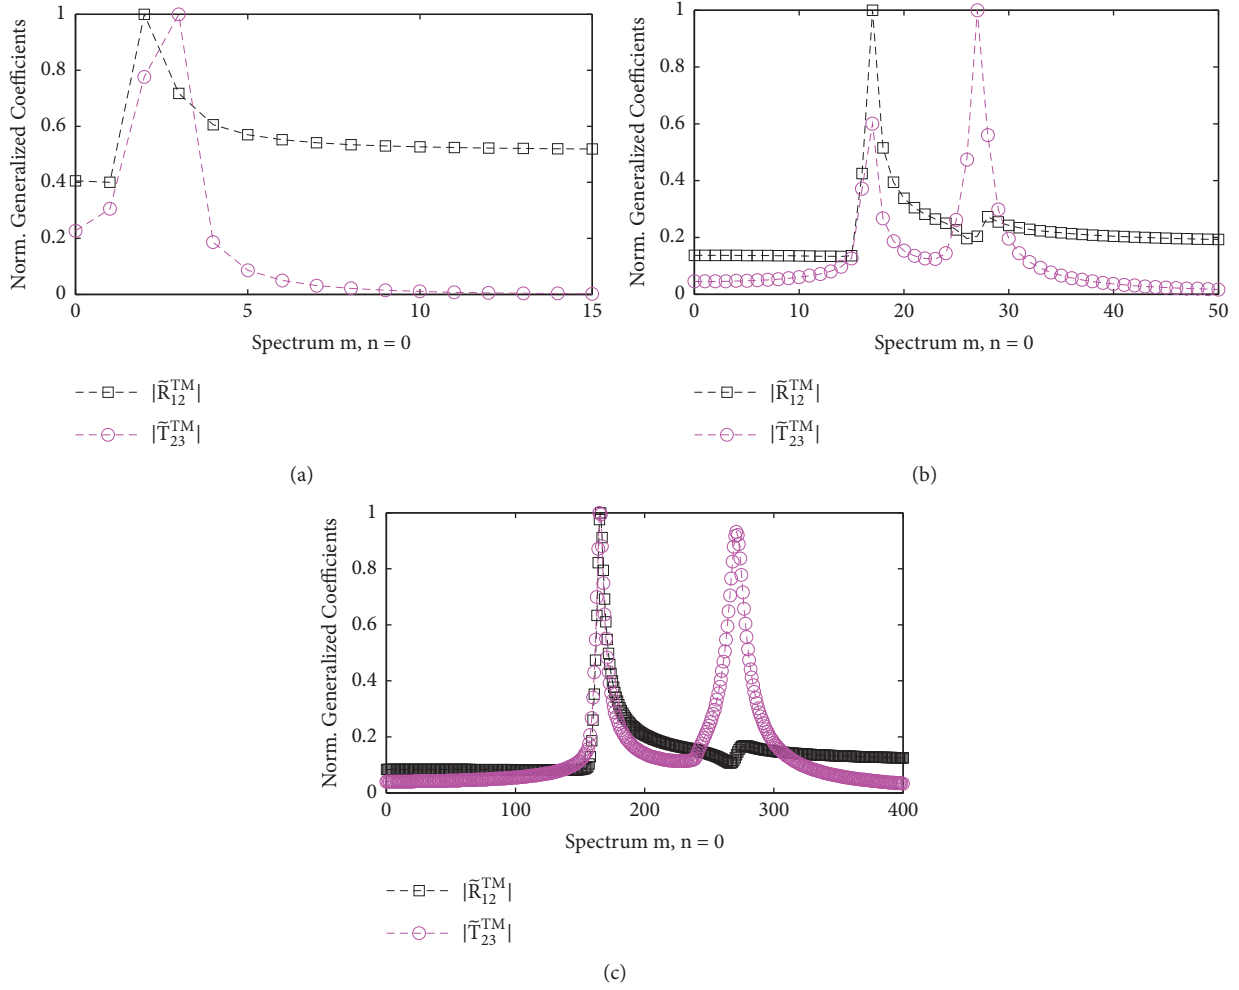 Norm. Generalized Coefficients
1
0.8
0.6
0.4
0.2
0
0 5 10 15
Spectrum m, n = 0
|R̃₁₂ᵀᴹ|
|T̃₂₃ᵀᴹ|
(a)
Norm. Generalized Coefficients
1
0.8
0.6
0.4
0.2
0
0 10 20 30 40 50
Spectrum m, n = 0
|R̃₁₂ᵀᴹ|
|T̃₂₃ᵀᴹ|
(b)
Norm. Generalized Coefficients
1
0.8
0.6
0.4
0.2
0
0 100 200 300 400
Spectrum m, n = 0
|R̃₁₂ᵀᴹ|
|T̃₂₃ᵀᴹ|
(c)